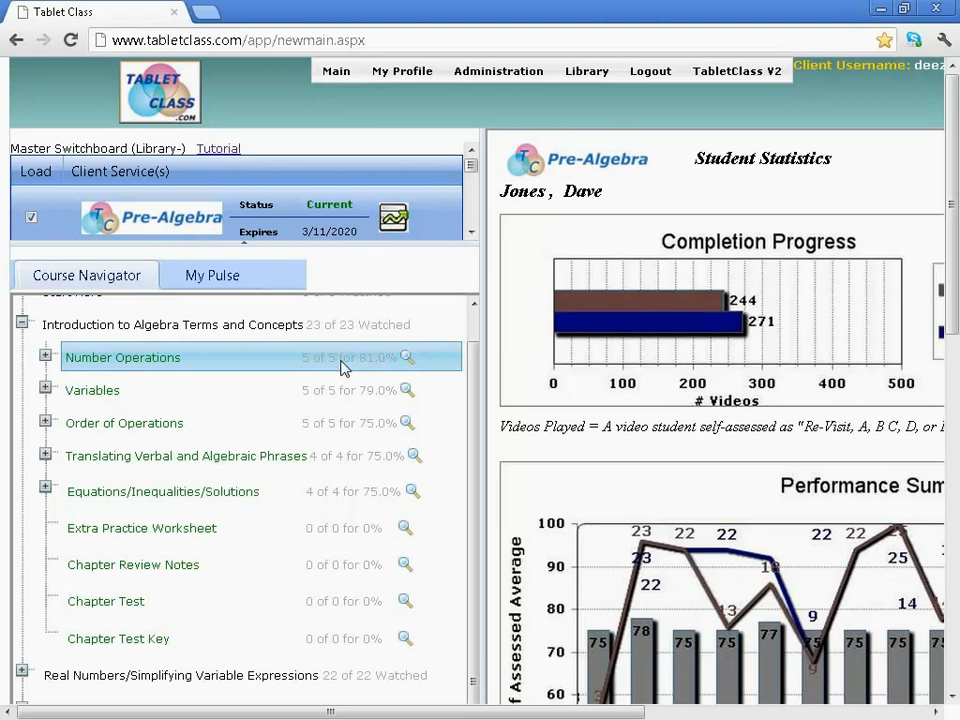 Tablet Class
www.tabletclass.com/app/newmain.aspx
TABLET
CLASS
.COM
Main My Profile Administration Library Logout TabletClass V2
Client Username: deez
Master Switchboard (Library-) Tutorial
Load Client Service(s)
TC Pre-Algebra
Status Current
Expires 3/11/2020
Course Navigator My Pulse
Introduction to Algebra Terms and Concepts 23 of 23 Watched
Number Operations 5 of 5 for 81.0%
Variables 5 of 5 for 79.0%
Order of Operations 5 of 5 for 75.0%
Translating Verbal and Algebraic Phrases 4 of 4 for 75.0%
Equations/Inequalities/Solutions 4 of 4 for 75.0%
Extra Practice Worksheet 0 of 0 for 0%
Chapter Review Notes 0 of 0 for 0%
Chapter Test 0 of 0 for 0%
Chapter Test Key 0 of 0 for 0%
Real Numbers/Simplifying Variable Expressions 22 of 22 Watched
TC Pre-Algebra Student Statistics
Jones , Dave
Completion Progress
244
271
0 100 200 300 400 500
# Videos
Videos Played = A video student self-assessed as "Re-Visit, A, B C, D, or
Performance Sum
f Assessed Average
100
90
80
70
60
23 22 22 22 22
23 22 25
13 9 14
75 78 75 75 77 75 75 75 75
9